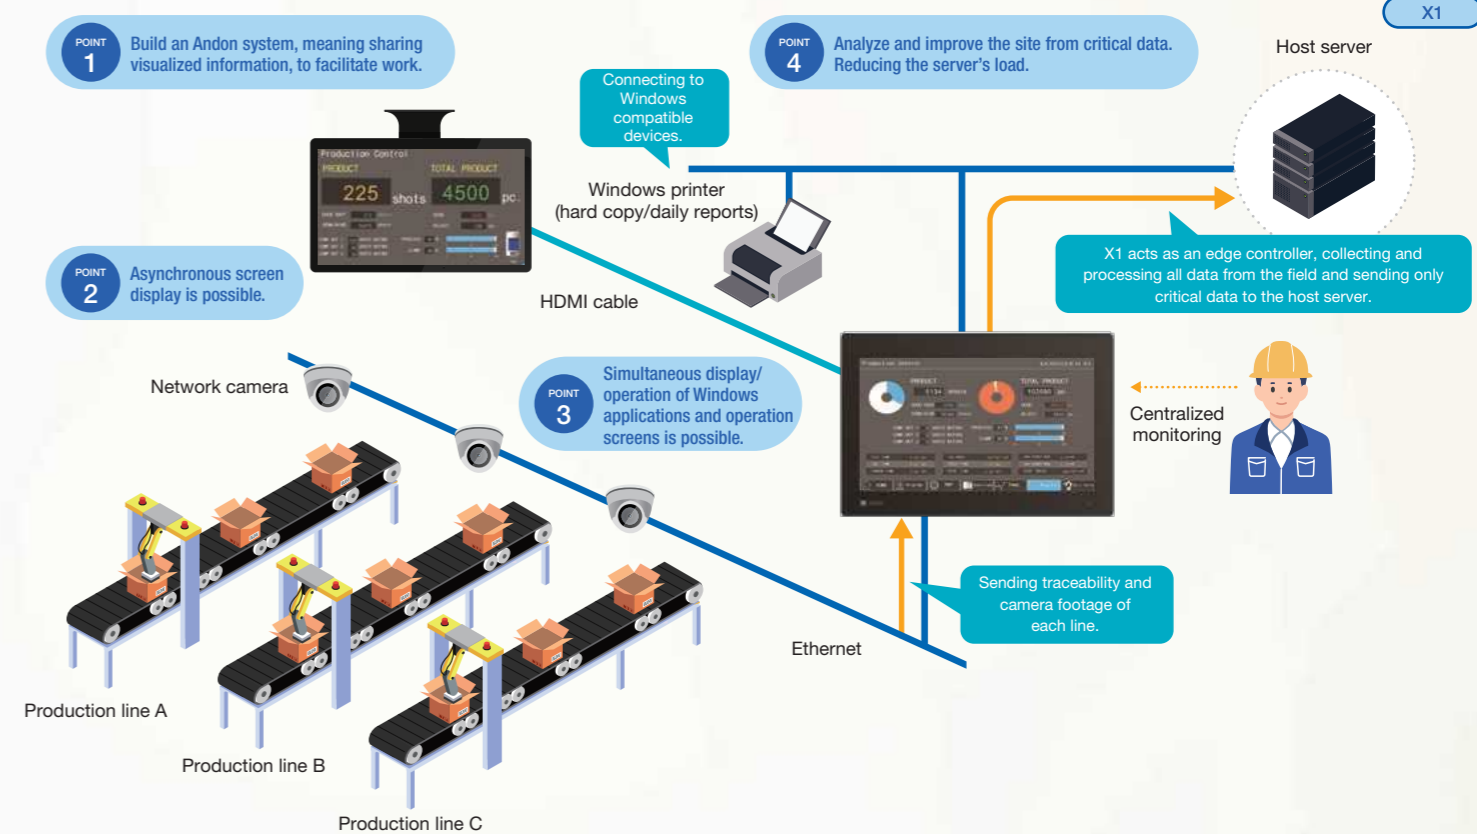 X1
POINT
1
Build an Andon system, meaning sharing
visualized information, to facilitate work.
POINT
4
Analyze and improve the site from critical data.
Reducing the server's load.
Host server
Connecting to
Windows
compatible
devices.
Production Control
PRODUCT
TOTAL PRODUCT
225
shots
4500
pc.
Windows printer
(hard copy/daily reports)
POINT
2
Asynchronous screen
display is possible.
HDMI cable
X1 acts as an edge controller, collecting and
processing all data from the field and sending only
critical data to the host server.
Network camera
POINT
3
Simultaneous display/
operation of Windows
applications and operation
screens is possible.
PRODUCT
TOTAL PRODUCT
Centralized
monitoring
Sending traceability and
camera footage of
each line.
Ethernet
Production line A
Production line B
Production line C